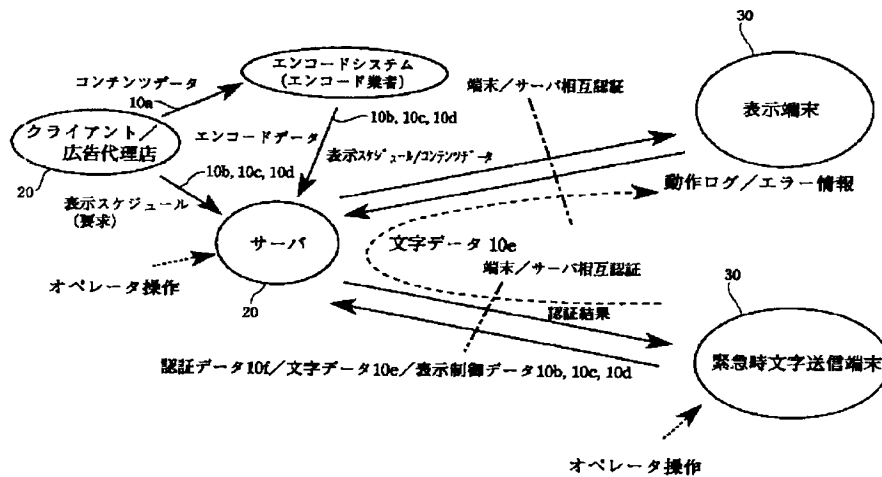 30
エンコードシステム
(エンコード業者)
コンテンツデータ
10a
端末／サーバ相互認証
表示端末
クライアント／
広告代理店
エンコードデータ
10b, 10c, 10d
表示ｽｹｼﾞｭｰﾙ/ｺﾝﾃﾝﾂﾃﾞｰﾀ
20
10b, 10c, 10d
表示スケジュール
(要求)
動作ログ／エラー情報
サーバ
文字データ 10e
端末／サーバ相互認証
オペレータ操作
20
30
認証結果
認証データ10f／文字データ10e／表示制御データ10b, 10c, 10d
緊急時文字送信端末
オペレータ操作